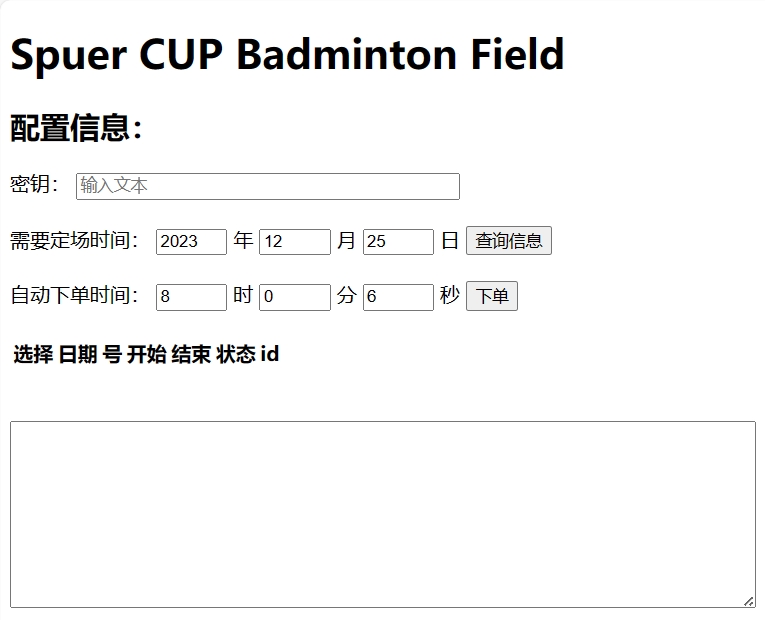 Spuer CUP Badminton Field
配置信息：
密钥： 输入文本
需要定场时间： 2023 年 12 月 25 日 查询信息
自动下单时间： 8 时 0 分 6 秒 下单
选择 日期 号 开始 结束 状态 id